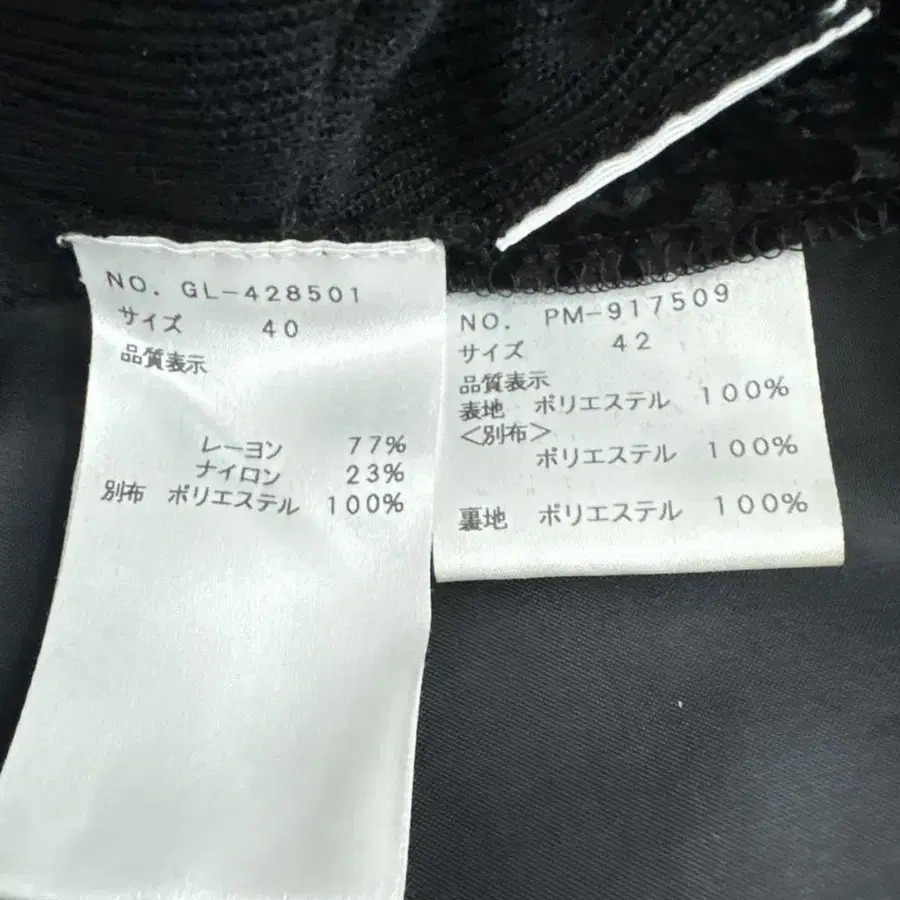 NO. GL-428501
サイズ 40
品質表示
レーヨン 77%
ナイロン 23%
別布 ポリエステル 100%
NO. PM-917509
サイズ 42
品質表示
表地 ポリエステル 100%
<別布>
ポリエステル 100%
裏地 ポリエステル 100%